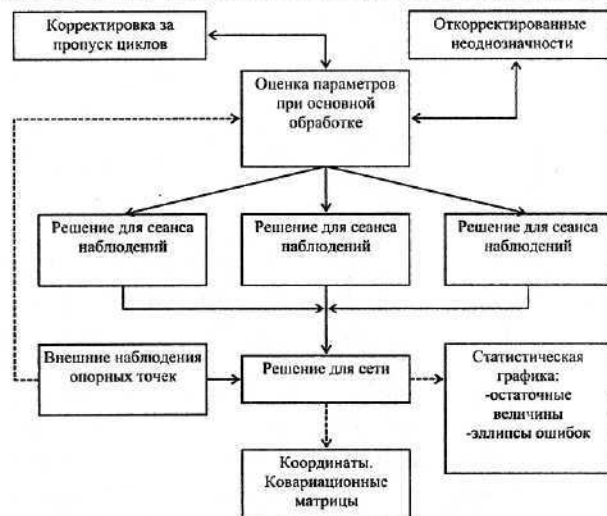 Корректировка за
пропуск циклов
Откорректированные
неоднозначности
Оценка параметров
при основной
обработке
Решение для сеанса
наблюдений
Решение для сеанса
наблюдений
Решение для сеанса
наблюдений
Внешние наблюдения
опорных точек
Решение для сети
Статистическая
графика:
-остаточные
величины
-эллипсы ошибок
Координаты.
Ковариационные
матрицы